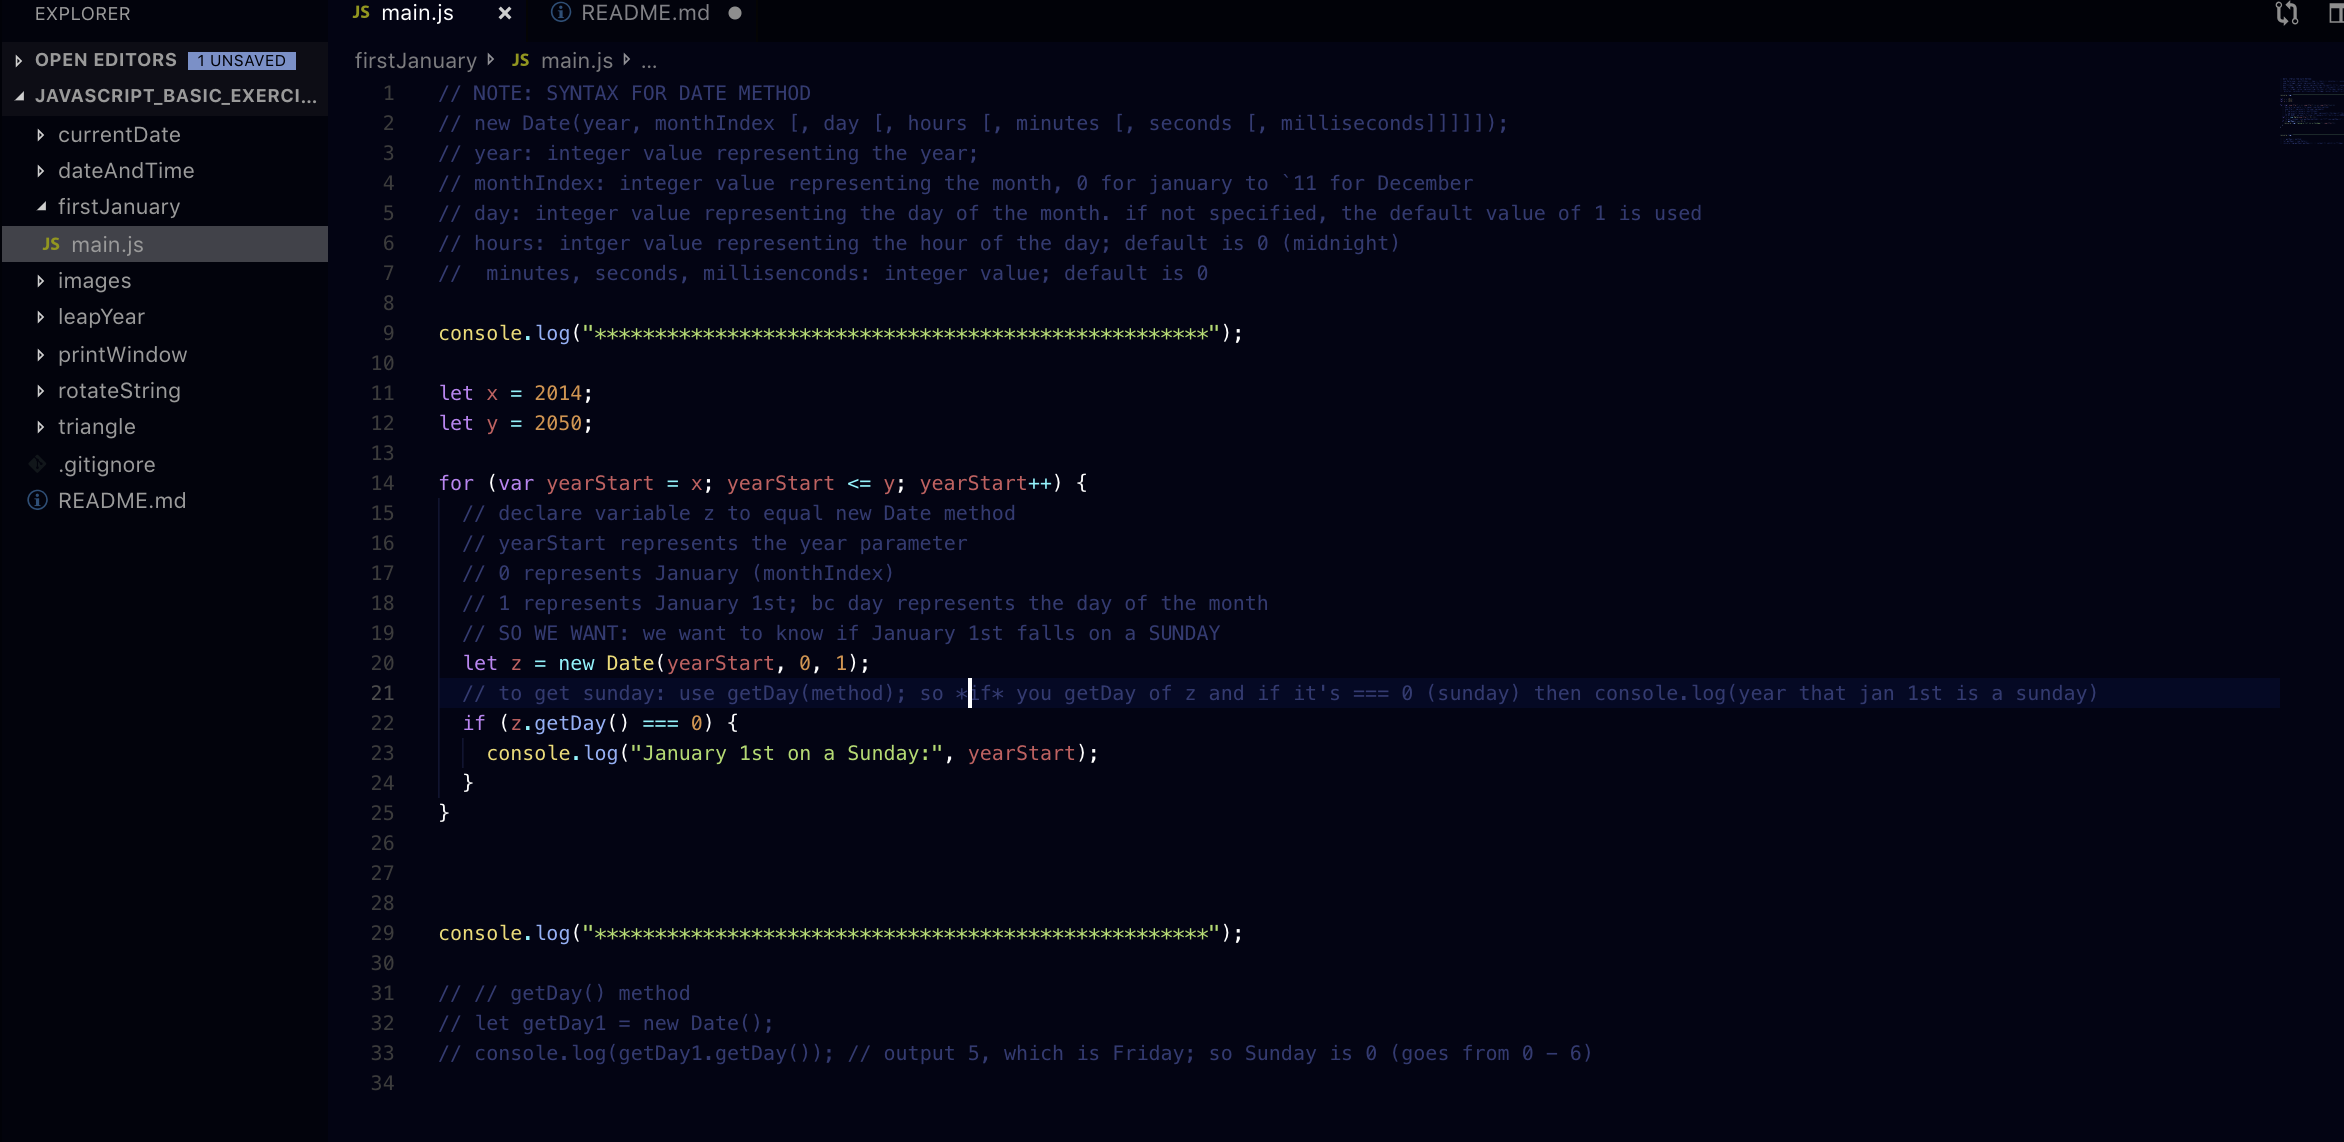 EXPLORER
JS main.js × README.md
OPEN EDITORS 1 UNSAVED
JAVASCRIPT_BASIC_EXERCI...
currentDate
dateAndTime
firstJanuary
JS main.js
images
leapYear
printWindow
rotateString
triangle
.gitignore
README.md
firstJanuary JS main.js ...
1 // NOTE: SYNTAX FOR DATE METHOD
2 // new Date(year, monthIndex [, day [, hours [, minutes [, seconds [, milliseconds]]]]]);
3 // year: integer value representing the year;
4 // monthIndex: integer value representing the month, 0 for january to `11 for December
5 // day: integer value representing the day of the month. if not specified, the default value of 1 is used
6 // hours: intger value representing the hour of the day; default is 0 (midnight)
7 //  minutes, seconds, millisenconds: integer value; default is 0
8
9 console.log("***************************************************");
10
11 let x = 2014;
12 let y = 2050;
13
14 for (var yearStart = x; yearStart <= y; yearStart++) {
15 // declare variable z to equal new Date method
16 // yearStart represents the year parameter
17 // 0 represents January (monthIndex)
18 // 1 represents January 1st; bc day represents the day of the month
19 // SO WE WANT: we want to know if January 1st falls on a SUNDAY
20 let z = new Date(yearStart, 0, 1);
21 // to get sunday: use getDay(method); so *if* you getDay of z and if it's === 0 (sunday) then console.log(year that jan 1st is a sunday)
22 if (z.getDay() === 0) {
23 console.log("January 1st on a Sunday:", yearStart);
24 }
25 }
26
27
28
29 console.log("***************************************************");
30
31 // // getDay() method
32 // let getDay1 = new Date();
33 // console.log(getDay1.getDay()); // output 5, which is Friday; so Sunday is 0 (goes from 0 - 6)
34